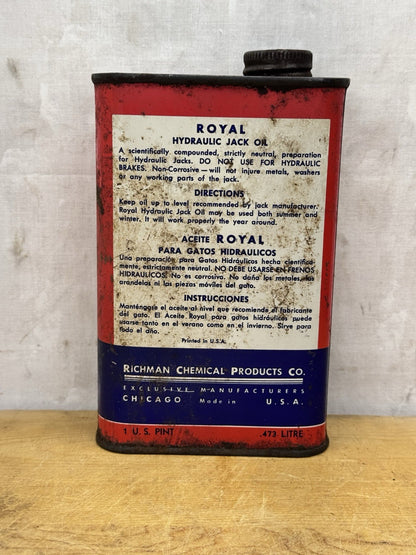 ROYAL
HYDRAULIC JACK OIL
A scientifically compounded, strictly neutral, preparation
for Hydraulic Jacks. DO NOT USE FOR HYDRAULIC
BRAKES. Non-Corrosive — will not injure metals, washers
or any working parts of the jack.
DIRECTIONS
Keep oil up to level recommended by jack manufacturer.
Royal Hydraulic Jack Oil may be used both summer and
winter. It will work properly the year around.
ACEITE ROYAL
PARA GATOS HIDRAULICOS
Una preparación para Gatos Hidráulicos hecha científica-
mente, estrictamente neutral. NO DEBE USARSE EN FRENOS
HIDRAULICOS. No es corrosiva. No daña los metales, las
arandelas ni las piezas móviles del gato.
INSTRUCCIONES
Manténgase el aceite al nivel que recomiende el fabricante
del gato. El Aceite Royal para gatos hidráulicos puede
usarse tanto en el verano como en el invierno. Sirve para
todo el año.
Printed in U.S.A.
RICHMAN CHEMICAL PRODUCTS CO.
EXCLUSIVE MANUFACTURERS
CHICAGO Made in U.S.A.
1 U.S. PINT .473 LITRE